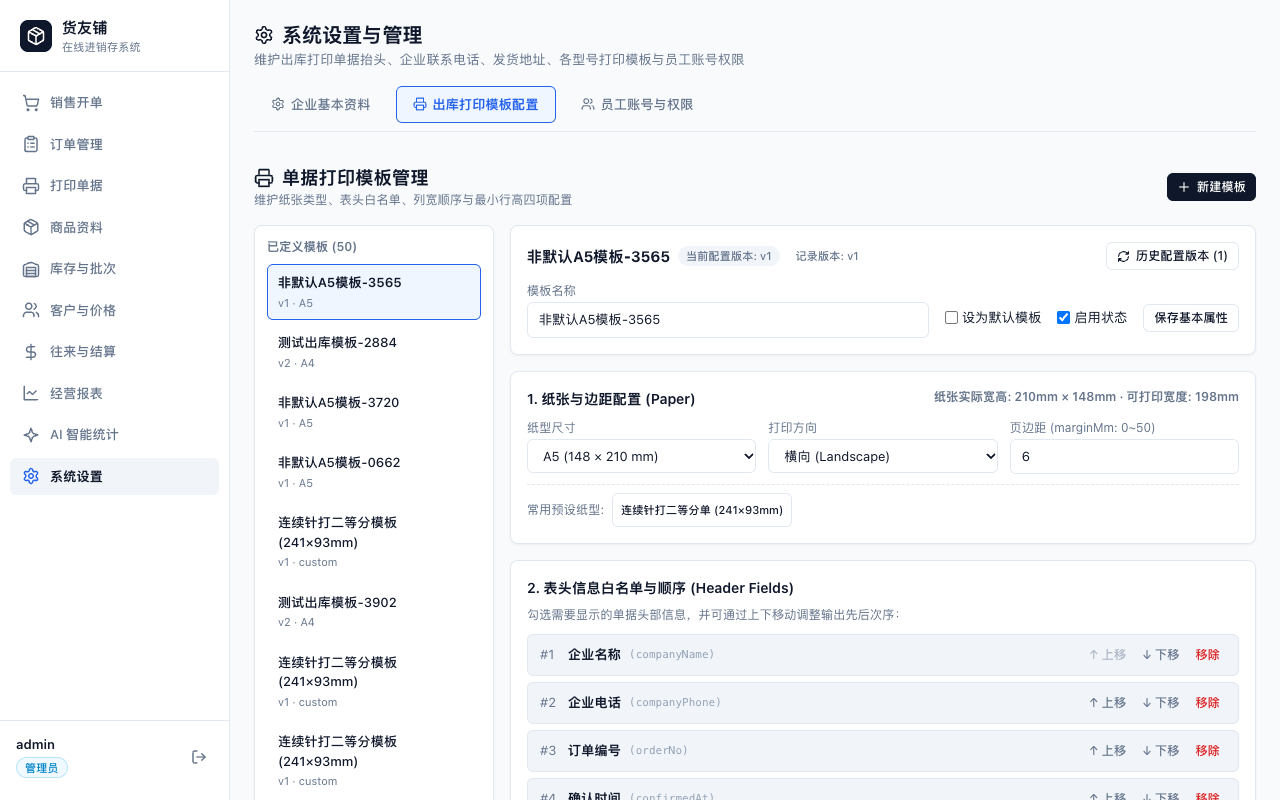 货友铺
在线进销存系统
销售开单
订单管理
打印单据
商品资料
库存与批次
客户与价格
往来与结算
经营报表
AI 智能统计
系统设置
admin
管理员
系统设置与管理
维护出库打印单据抬头、企业联系电话、发货地址、各型号打印模板与员工账号权限
企业基本资料
出库打印模板配置
员工账号与权限
单据打印模板管理
维护纸张类型、表头白名单、列宽顺序与最小行高四项配置
新建模板
已定义模板 (50)
非默认A5模板-3565
v1 · A5
测试出库模板-2884
v2 · A4
非默认A5模板-3720
v1 · A5
非默认A5模板-0662
v1 · A5
连续针打二等分模板
(241×93mm)
v1 · custom
测试出库模板-3902
v2 · A4
连续针打二等分模板
(241×93mm)
v1 · custom
连续针打二等分模板
(241×93mm)
v1 · custom
非默认A5模板-3565 当前配置版本: v1 记录版本: v1
历史配置版本 (1)
模板名称
非默认A5模板-3565
设为默认模板
启用状态
保存基本属性
1. 纸张与边距配置 (Paper)
纸张实际宽高: 210mm × 148mm · 可打印宽度: 198mm
纸型尺寸
A5 (148 × 210 mm)
打印方向
横向 (Landscape)
页边距 (marginMm: 0~50)
6
常用预设纸型: 连续针打二等分单 (241×93mm)
2. 表头信息白名单与顺序 (Header Fields)
勾选需要显示的单据头部信息，并可通过上下移动调整输出先后次序：
#1 企业名称 (companyName) ↑ 上移 ↓ 下移 移除
#2 企业电话 (companyPhone) ↑ 上移 ↓ 下移 移除
#3 订单编号 (orderNo) ↑ 上移 ↓ 下移 移除
#4 确认时间 (confirmedAt) ↑ 上移 ↓ 下移 移除